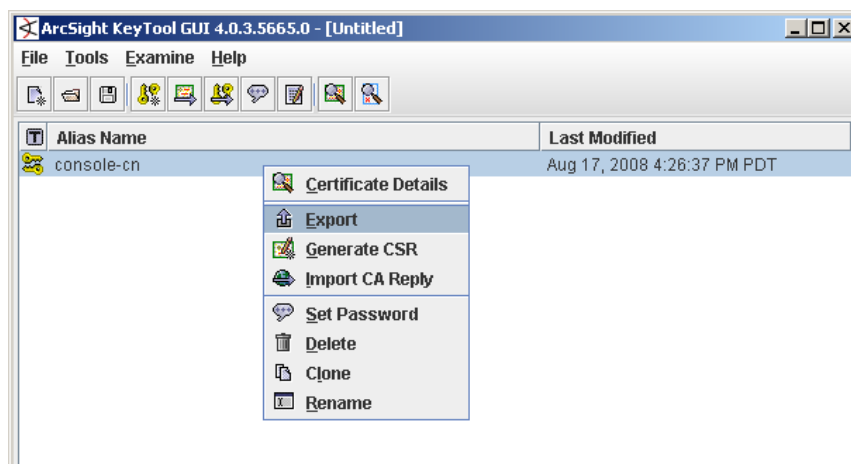 ArcSight KeyTool GUI 4.0.3.5665.0 - [Untitled]
File Tools Examine Help
T Alias Name Last Modified
console-cn Aug 17, 2008 4:26:37 PM PDT
Certificate Details
Export
Generate CSR
Import CA Reply
Set Password
Delete
Clone
Rename